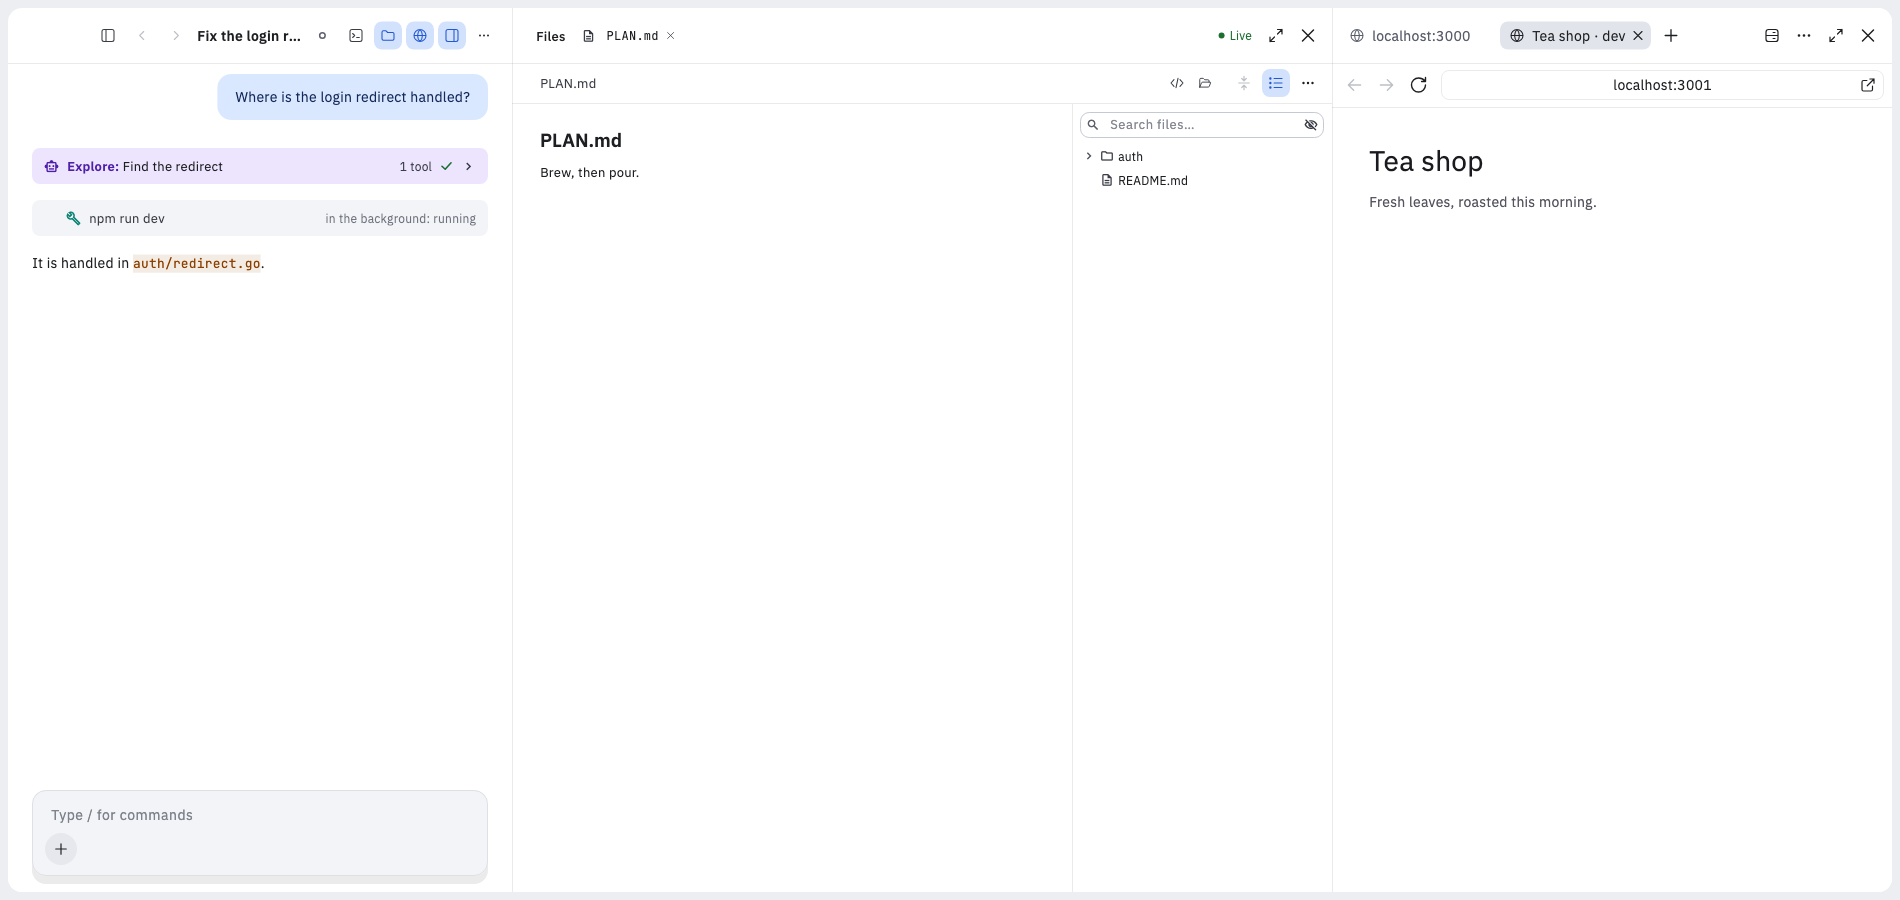 Fix the login r...
Where is the login redirect handled?
Explore: Find the redirect 1 tool
npm run dev in the background: running
It is handled in auth/redirect.go.
Type / for commands
Files PLAN.md Live
PLAN.md
PLAN.md
Brew, then pour.
Search files...
auth
README.md
localhost:3000 Tea shop · dev
localhost:3001
Tea shop
Fresh leaves, roasted this morning.